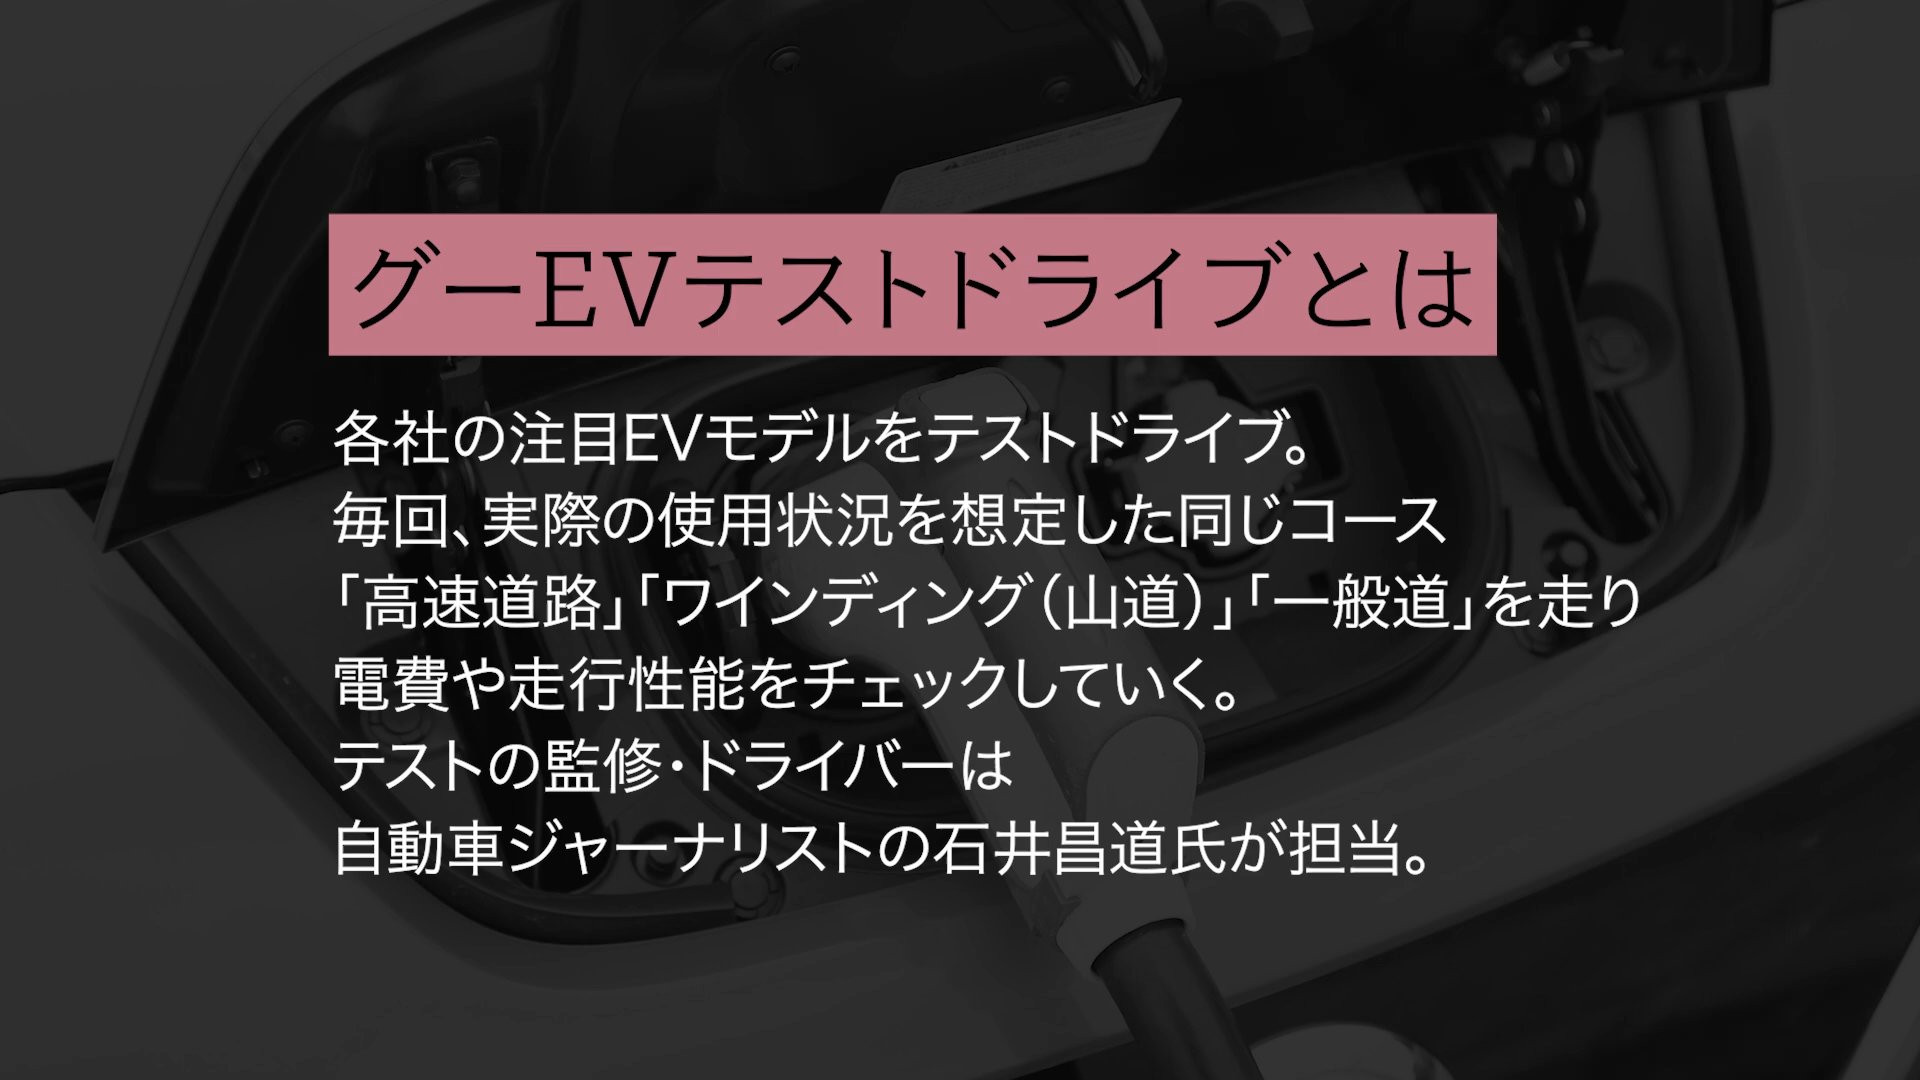 グーEVテストドライブとは
各社の注目EVモデルをテストドライブ。
毎回、実際の使用状況を想定した同じコース
「高速道路」「ワインディング（山道）」「一般道」を走り
電費や走行性能をチェックしていく。
テストの監修・ドライバーは
自動車ジャーナリストの石井昌道氏が担当。